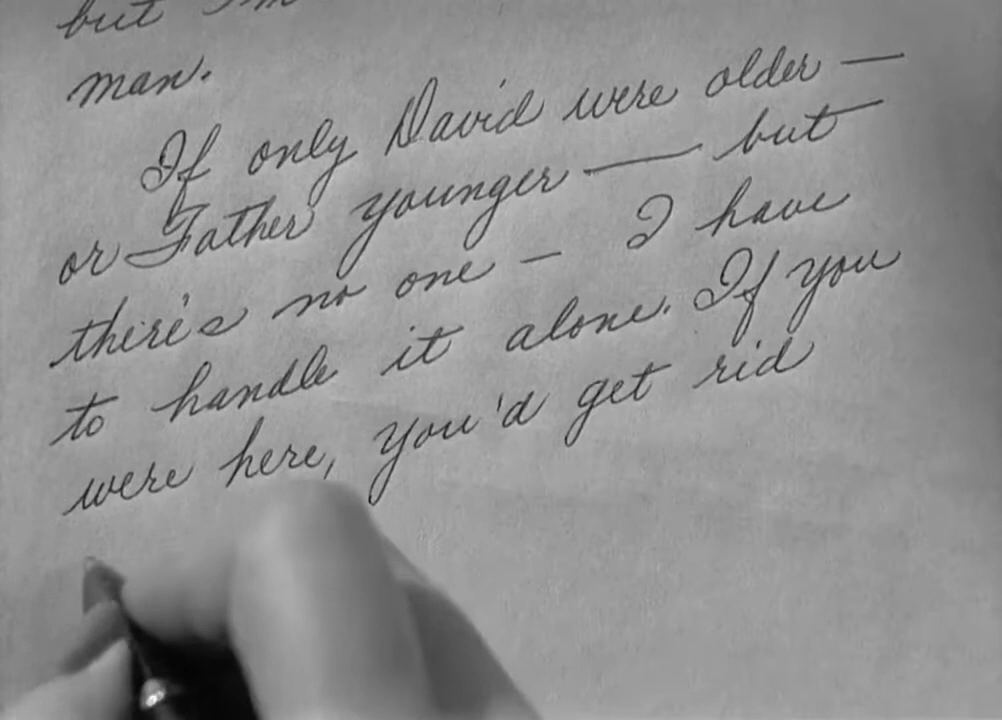 but I'm
man.
If only David were older —
or Father younger — but —
there's no one — I have
to handle it alone. If you
were here, you'd get rid